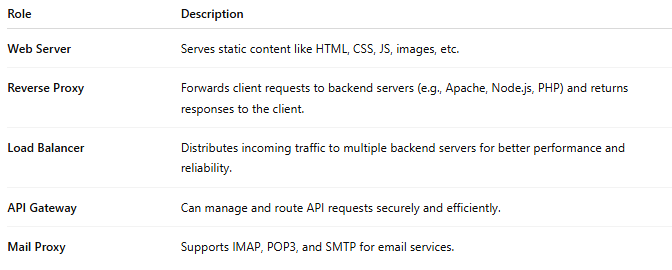 Role Description
Web Server Serves static content like HTML, CSS, JS, images, etc.
Reverse Proxy Forwards client requests to backend servers (e.g., Apache, Node.js, PHP) and returns
responses to the client.
Load Balancer Distributes incoming traffic to multiple backend servers for better performance and
reliability.
API Gateway Can manage and route API requests securely and efficiently.
Mail Proxy Supports IMAP, POP3, and SMTP for email services.